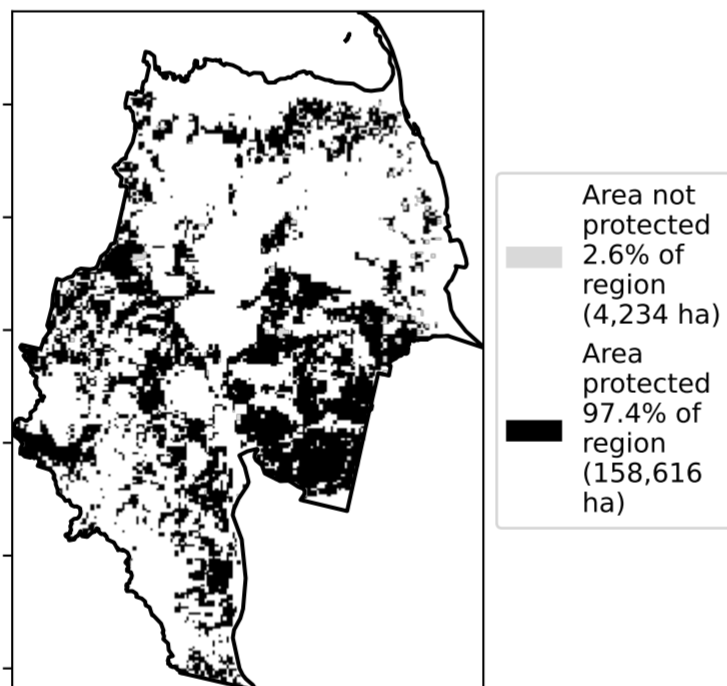 Area not
protected
2.6% of
region
(4,234 ha)
Area
protected
97.4% of
region
(158,616
ha)